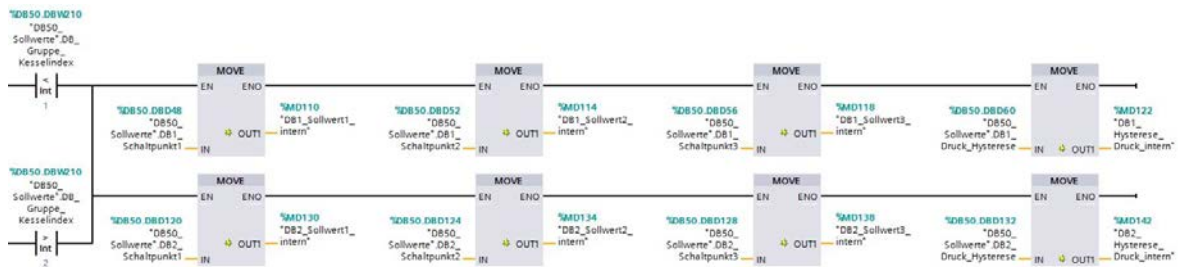 %DB50.DBW210
"DB50_
Sollwerte".DB_
Gruppe_
Kesselindex
<
Int
1
MOVE
EN ENO
%DB50.DBD48
"DB50_
Sollwerte".DB1_
Schaltpunkt1
IN
OUT1
%MD110
"DB1_Sollwert1_
intern"
MOVE
EN ENO
%DB50.DBD52
"DB50_
Sollwerte".DB1_
Schaltpunkt2
IN
OUT1
%MD114
"DB1_Sollwert2_
intern"
MOVE
EN ENO
%DB50.DBD56
"DB50_
Sollwerte".DB1_
Schaltpunkt3
IN
OUT1
%MD118
"DB1_Sollwert3_
intern"
MOVE
EN ENO
%DB50.DBD60
"DB50_
Sollwerte".DB1_
Druck_Hysterese
IN
OUT1
%MD122
"DB1_
Hysterese_
Druck_intern"
%DB50.DBW210
"DB50_
Sollwerte".DB_
Gruppe_
Kesselindex
>
Int
2
MOVE
EN ENO
%DB50.DBD120
"DB50_
Sollwerte".DB2_
Schaltpunkt1
IN
OUT1
%MD130
"DB2_Sollwert1_
intern"
MOVE
EN ENO
%DB50.DBD124
"DB50_
Sollwerte".DB2_
Schaltpunkt2
IN
OUT1
%MD134
"DB2_Sollwert2_
intern"
MOVE
EN ENO
%DB50.DBD128
"DB50_
Sollwerte".DB2_
Schaltpunkt3
IN
OUT1
%MD138
"DB2_Sollwert3_
intern"
MOVE
EN ENO
%DB50.DBD132
"DB50_
Sollwerte".DB2_
Druck_Hysterese
IN
OUT1
%MD142
"DB2_
Hysterese_
Druck_intern"